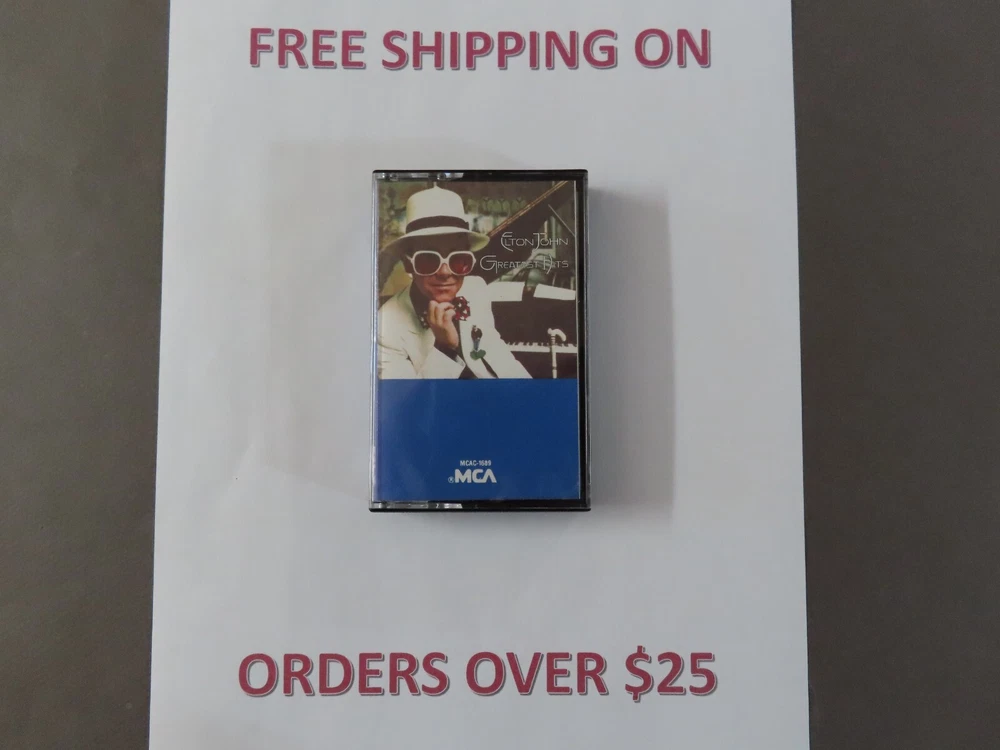 FREE SHIPPING ON
ELTON JOHN
GREATEST HITS
MCAC-1689
®MCA
ORDERS OVER $25